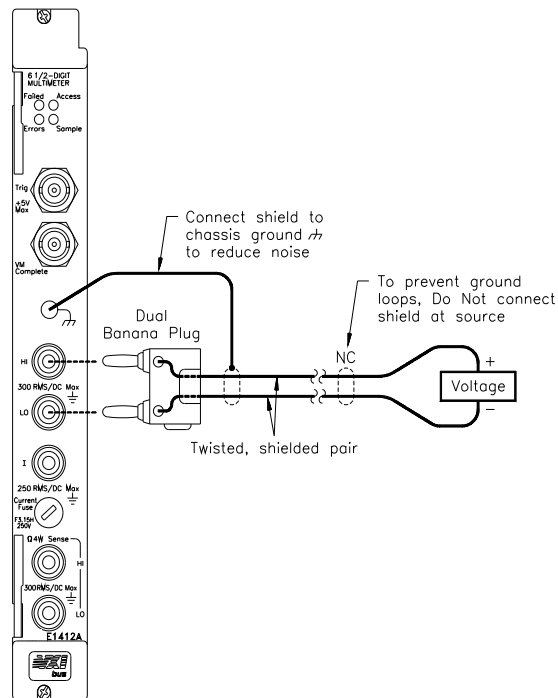 6 1/2-DIGIT
MULTIMETER
Failed Access
Errors Sample
Trig
+5V
Max
VM
Complete
HI
300 RMS/DC Max
LO
I
250 RMS/DC Max
Current
Fuse
F3.15H
250V
Ω4W Sense
HI
300RMS/DC Max
LO
E1412A
VXI
bus
Connect shield to
chassis ground
to reduce noise
Dual
Banana Plug
To prevent ground
loops, Do Not connect
shield at source
NC
+
Voltage
−
Twisted, shielded pair